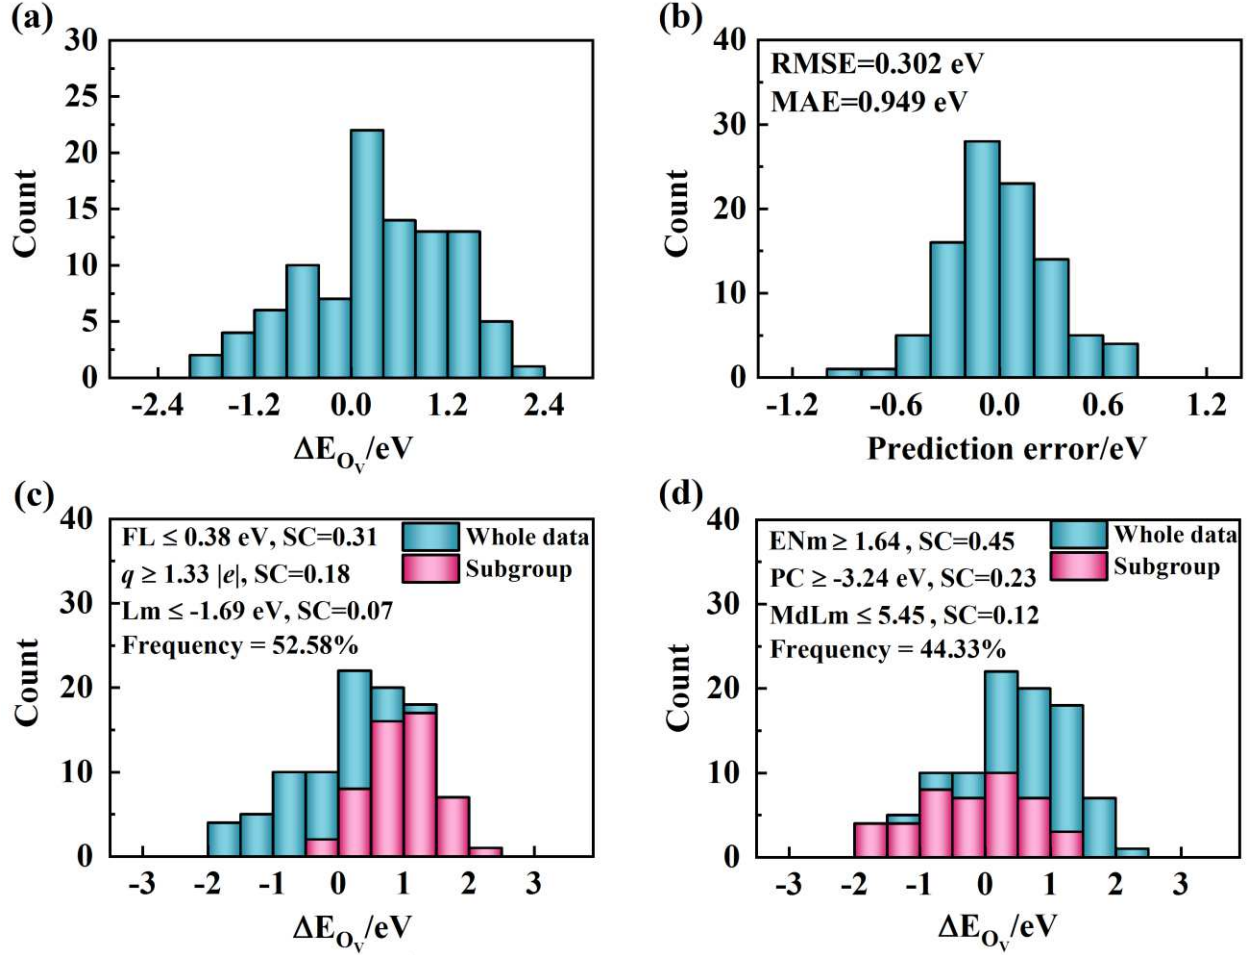 (a)
30
25
20
15
10
5
0
Count
-2.4 -1.2 0.0 1.2 2.4
ΔE_{O_V}/eV
(b)
RMSE=0.302 eV
MAE=0.949 eV
40
30
20
10
0
Count
-1.2 -0.6 0.0 0.6 1.2
Prediction error/eV
(c)
FL ≤ 0.38 eV, SC=0.31
q ≥ 1.33 |e|, SC=0.18
Lm ≤ -1.69 eV, SC=0.07
Frequency = 52.58%
Whole data
Subgroup
40
30
20
10
0
Count
-3 -2 -1 0 1 2 3
ΔE_{O_V}/eV
(d)
ENm ≥ 1.64 , SC=0.45
PC ≥ -3.24 eV, SC=0.23
MdLm ≤ 5.45 , SC=0.12
Frequency = 44.33%
Whole data
Subgroup
40
30
20
10
0
Count
-3 -2 -1 0 1 2 3
ΔE_{O_V}/eV